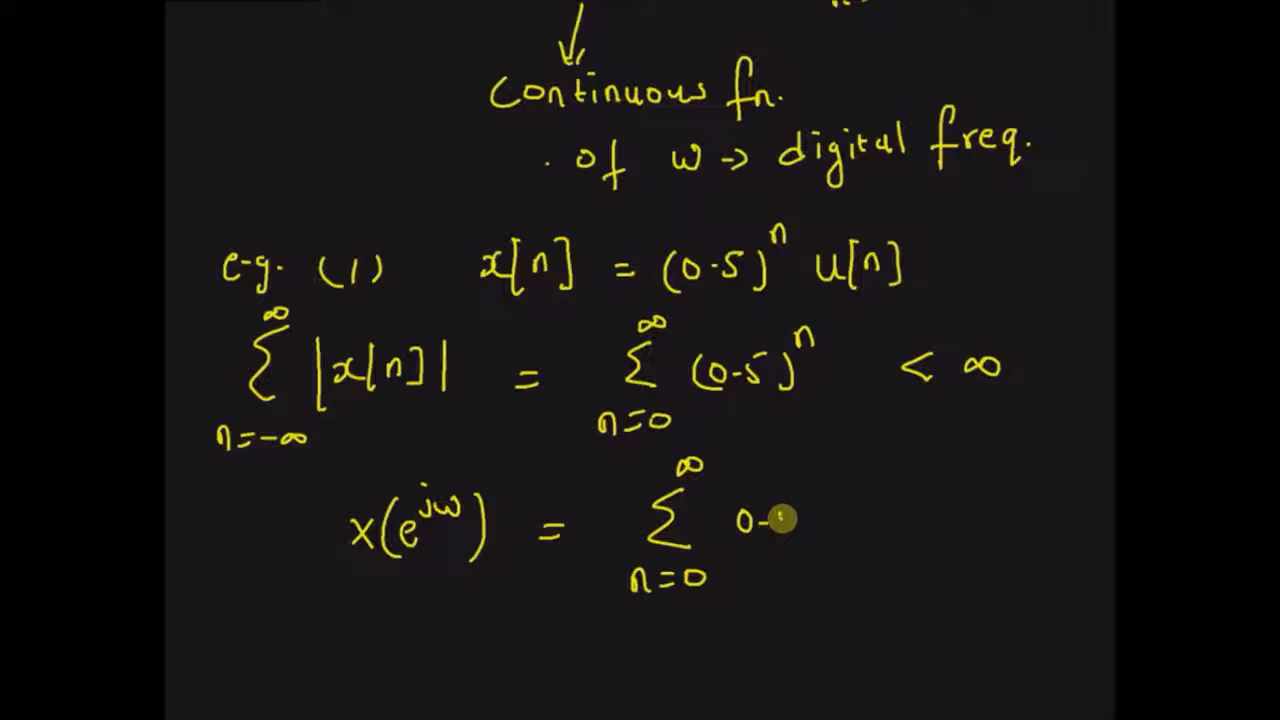 continuous fn.
. of ω → digital freq.
e.g. (1) x[n] = (0.5)^n u[n]
∑_{n=-∞}^{∞} |x[n]| = ∑_{n=0}^{∞} (0.5)^n < ∞
X(e^{jω}) = ∑_{n=0}^{∞} 0.